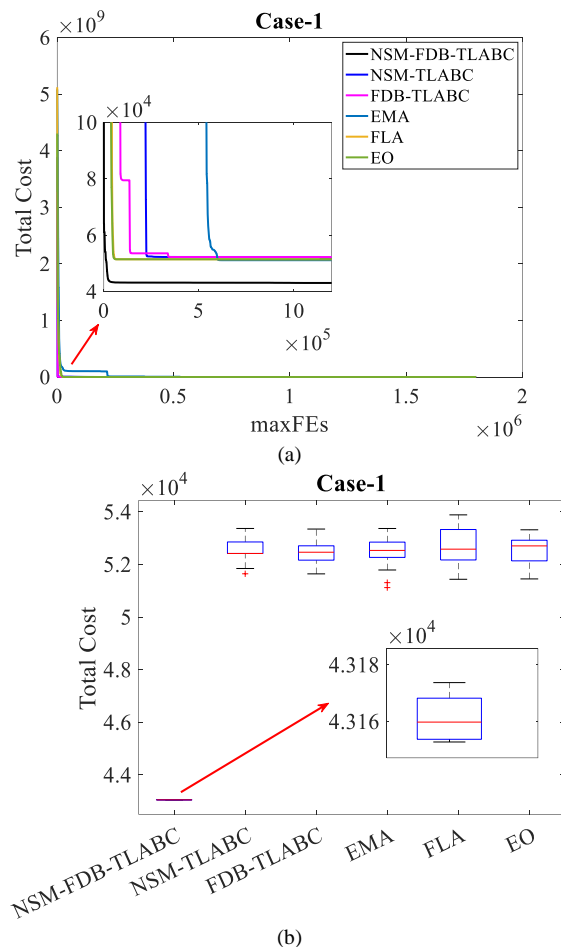 Case-1
6 × 10^9
5
4
3
2
1
0
Total Cost
NSM-FDB-TLABC
NSM-TLABC
FDB-TLABC
EMA
FLA
EO
10 × 10^4
8
6
4
0 5 10
× 10^5
0 0.5 1 1.5 2
maxFEs
× 10^6
(a)
Case-1
×10^4
5.4
5.2
5
4.8
4.6
4.4
Total Cost
× 10^4
4.318
4.316
NSM-FDB-TLABC
NSM-TLABC
FDB-TLABC
EMA
FLA
EO
(b)